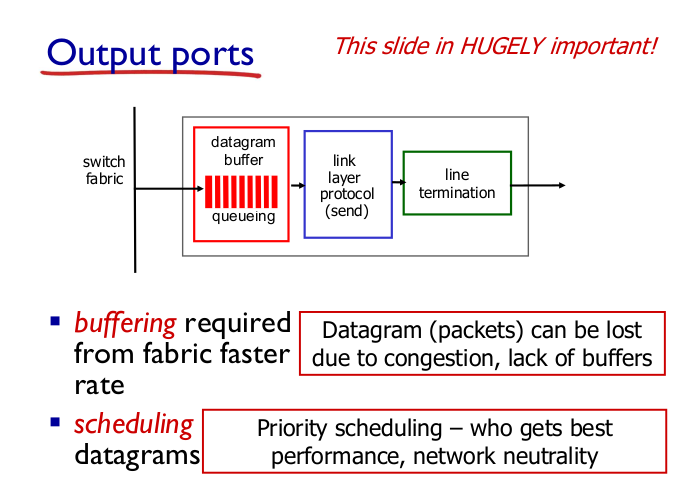 Output ports
This slide in HUGELY important!
switch
fabric
datagram
buffer
queueing
link
layer
protocol
(send)
line
termination
buffering required
from fabric faster
rate
Datagram (packets) can be lost
due to congestion, lack of buffers
scheduling
datagrams
Priority scheduling – who gets best
performance, network neutrality